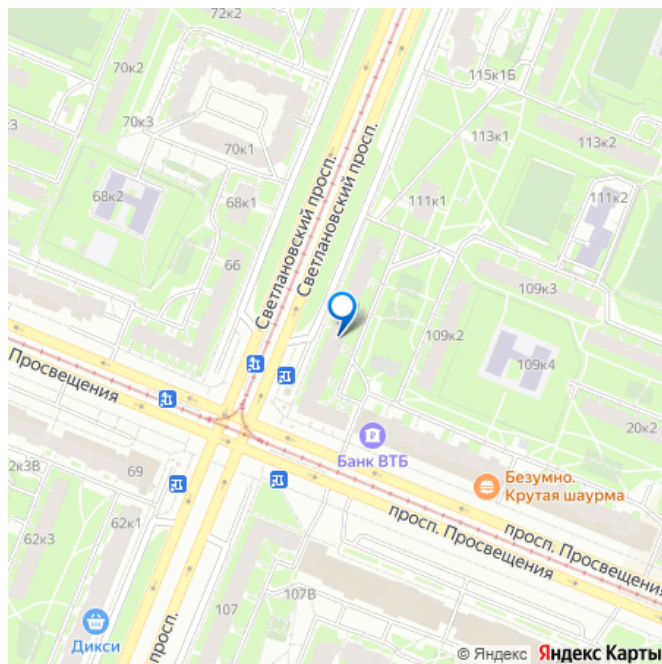 72к2
70к2
115к1Б
70к3
70к1
113к1
113к2
Светлановский просп.
Светлановский просп.
68к2
68к1
111к1
111к2
66
109к3
109к2
109к4
Просвещения
20к2
Банк ВТБ
Безумно.
Крутая шаурма
62к3В
69
просп. Просвещения
просп. Просвещения
62к1
62к3
107
107В
Дикси
просп.
© Яндекс Яндекс Карты